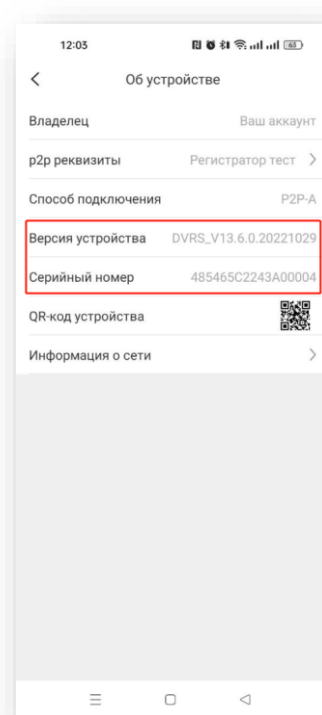 12:03 63
Об устройстве
Владелец Ваш аккаунт
p2p реквизиты Регистратор тест
Способ подключения P2P-A
Версия устройства DVRS_V13.6.0.20221029
Серийный номер 485465C2243A00004
QR-код устройства
Информация о сети